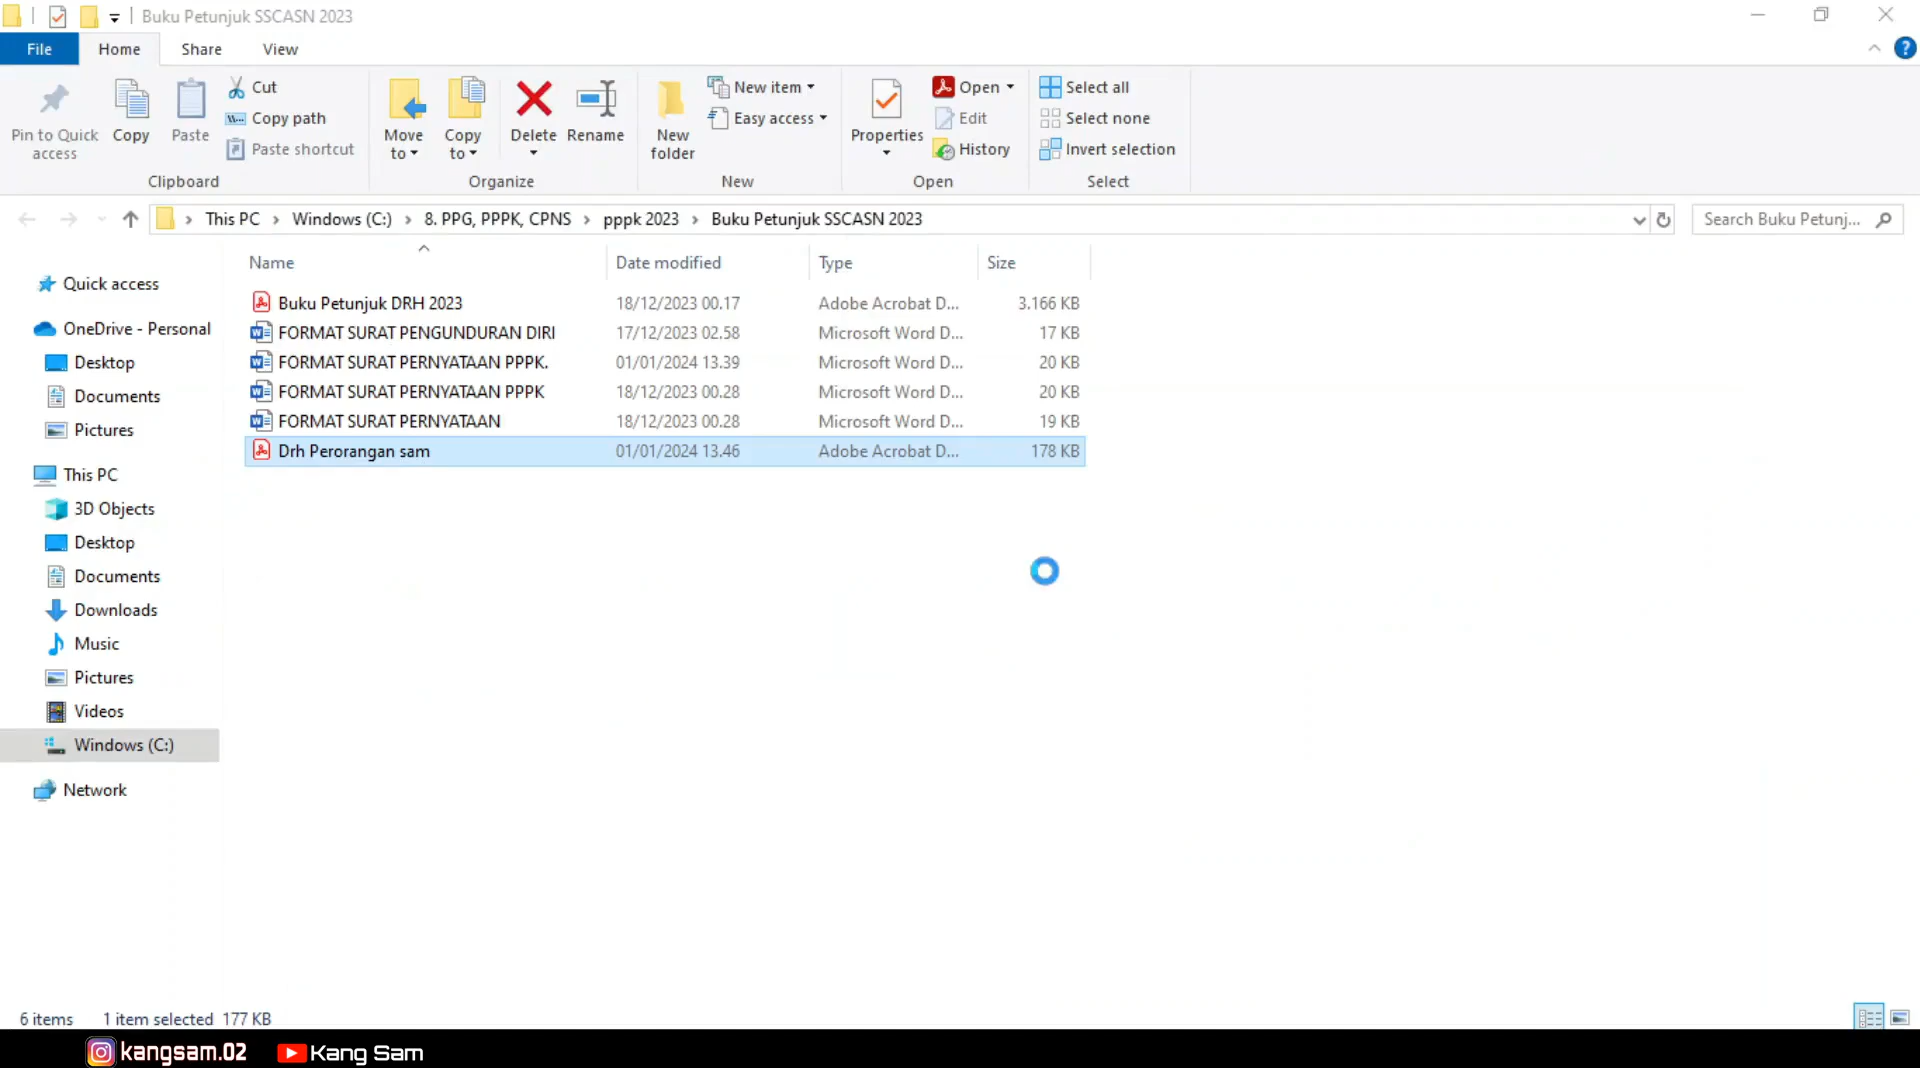 Buku Petunjuk SSCASN 2023
File Home Share View
Pin to Quick access
Copy
Paste
Cut
Copy path
Paste shortcut
Clipboard
Move to
Copy to
Delete
Rename
Organize
New folder
New item
Easy access
New
Properties
Open
Edit
History
Open
Select all
Select none
Invert selection
Select
This PC > Windows (C:) > 8. PPG, PPPK, CPNS > pppk 2023 > Buku Petunjuk SSCASN 2023
Search Buku Petunj...
Name Date modified Type Size
Buku Petunjuk DRH 2023 18/12/2023 00.17 Adobe Acrobat D... 3.166 KB
FORMAT SURAT PENGUNDURAN DIRI 17/12/2023 02.58 Microsoft Word D... 17 KB
FORMAT SURAT PERNYATAAN PPPK. 01/01/2024 13.39 Microsoft Word D... 20 KB
FORMAT SURAT PERNYATAAN PPPK 18/12/2023 00.28 Microsoft Word D... 20 KB
FORMAT SURAT PERNYATAAN 18/12/2023 00.28 Microsoft Word D... 19 KB
Drh Perorangan sam 01/01/2024 13.46 Adobe Acrobat D... 178 KB
Quick access
OneDrive - Personal
Desktop
Documents
Pictures
This PC
3D Objects
Desktop
Documents
Downloads
Music
Pictures
Videos
Windows (C:)
Network
6 items 1 item selected 177 KB
kangsam.02 Kang Sam